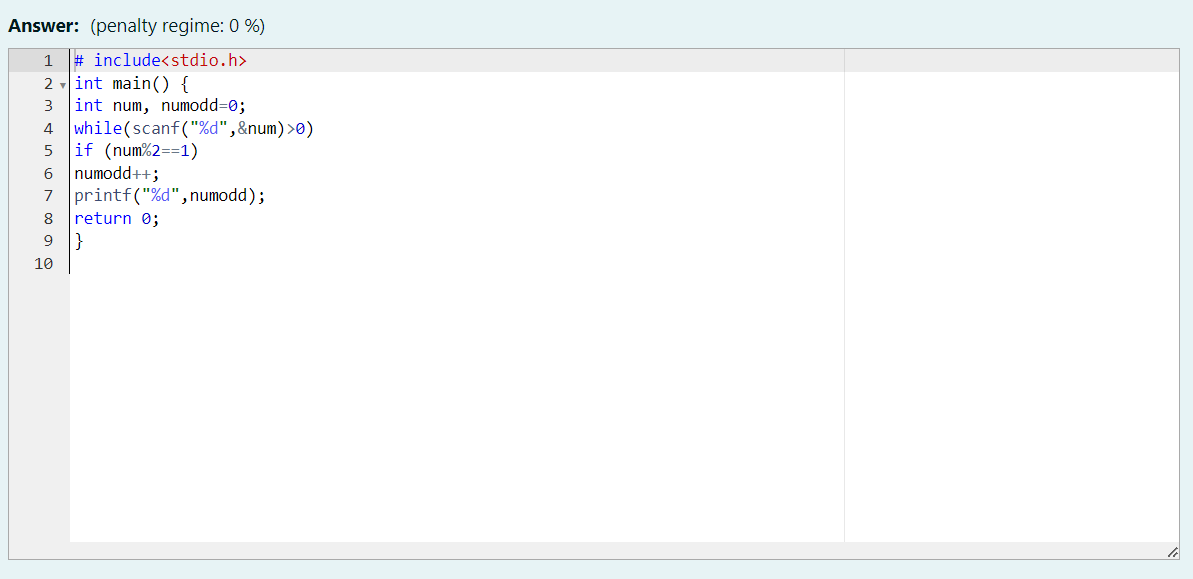 Answer: (penalty regime: 0 %)
1 # include<stdio.h>
2 int main() {
3 int num, numodd=0;
4 while(scanf("%d",&num)>0)
5 if (num%2==1)
6 numodd++;
7 printf("%d",numodd);
8 return 0;
9 }
10